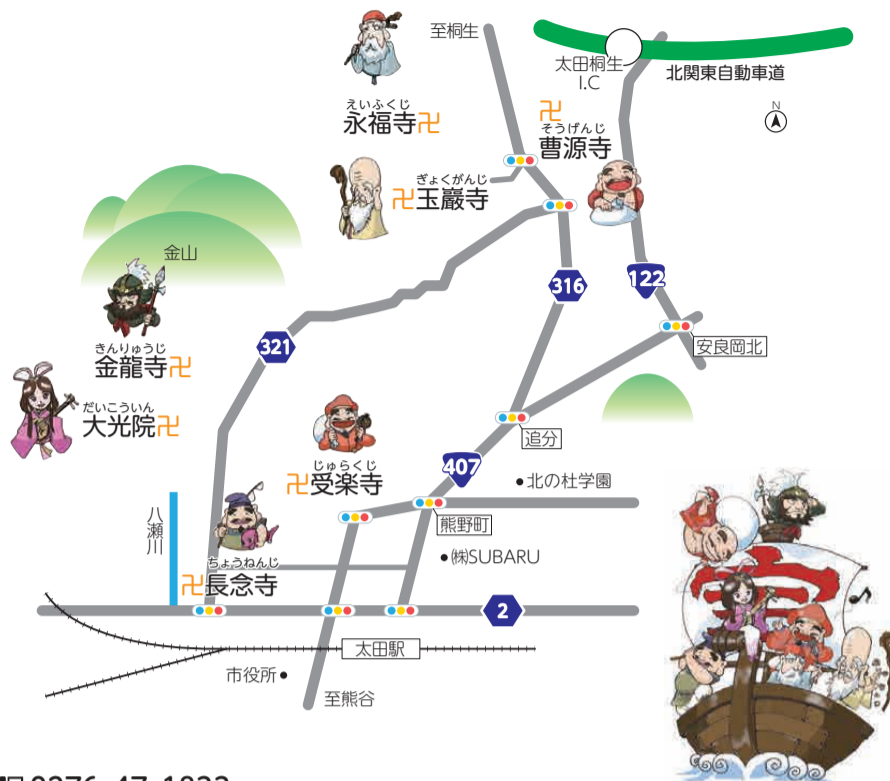 至桐生
太田桐生
I.C
北関東自動車道
N
えいふくじ
永福寺卍
卍
そうげんじ
曹源寺
ぎょくがんじ
卍玉巖寺
金山
316
122
321
安良岡北
きんりゅうじ
金龍寺卍
だいこういん
大光院卍
追分
407
じゅらくじ
卍受楽寺
●北の杜学園
熊野町
八瀬川
●㈱SUBARU
ちょうねんじ
卍長念寺
2
太田駅
市役所●
至熊谷